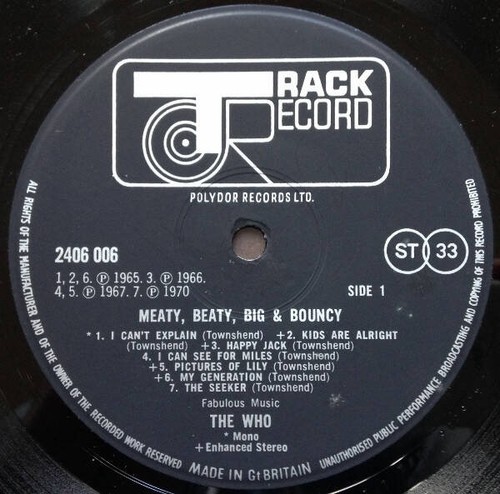 TRACK
RECORD
POLYDOR RECORDS LTD.
2406 006
ST 33
1, 2, 6. ℗ 1965. 3. ℗ 1966.
4, 5. ℗ 1967. 7. ℗ 1970
SIDE 1
MEATY, BEATY, BIG & BOUNCY
* 1. I CAN'T EXPLAIN (Townshend) +2. KIDS ARE ALRIGHT
(Townshend) +3. HAPPY JACK (Townshend)
4. I CAN SEE FOR MILES (Townshend)
+5. PICTURES OF LILY (Townshend)
+6. MY GENERATION (Townshend)
7. THE SEEKER (Townshend)
Fabulous Music
THE WHO
* Mono
+ Enhanced Stereo
ALL RIGHTS OF THE MANUFACTURER AND OF THE OWNER OF THE RECORDED WORK RESERVED
MADE IN Gt BRITAIN
UNAUTHORISED PUBLIC PERFORMANCE BROADCASTING AND COPYING OF THIS RECORD PROHIBITED